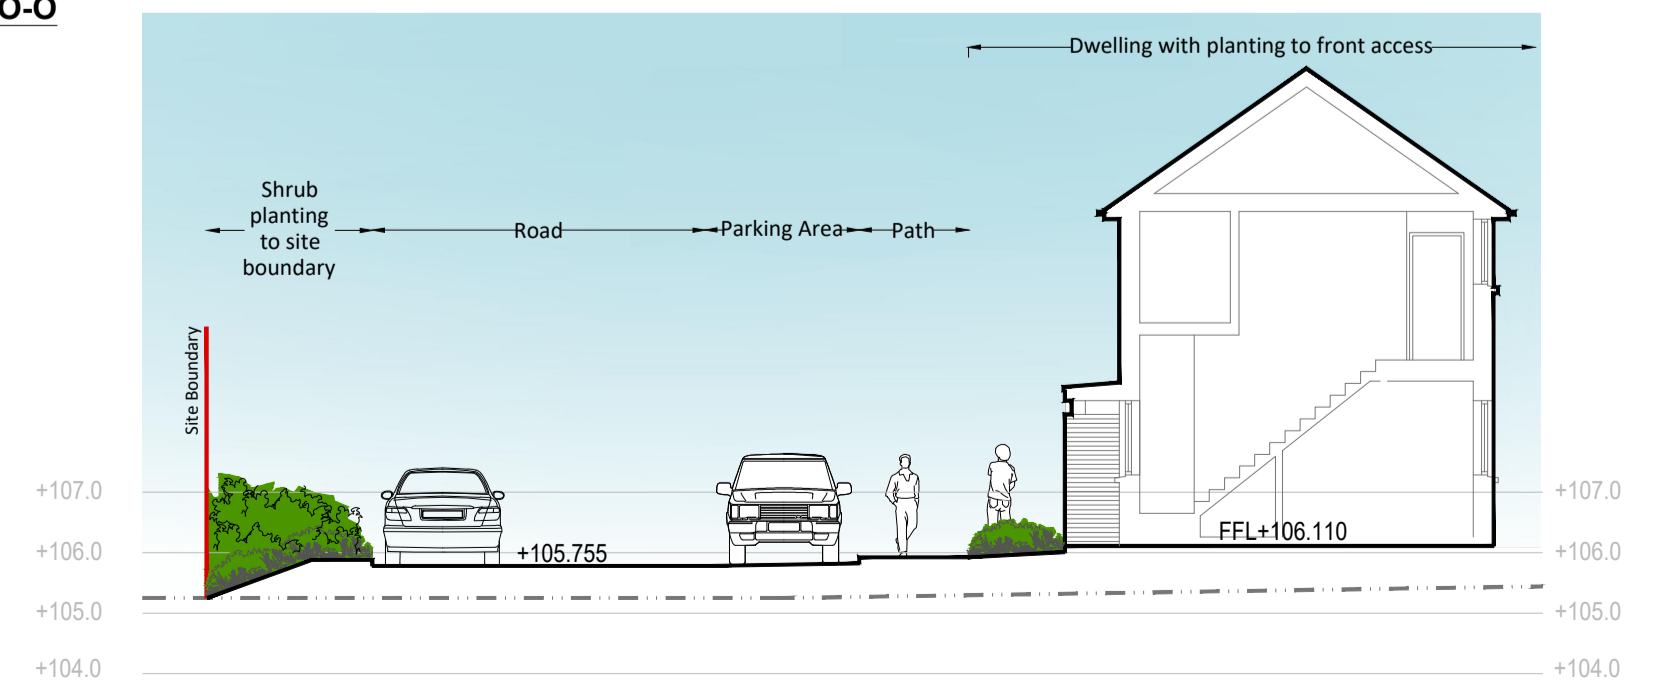 O-O
Dwelling with planting to front access
Shrub
planting
to site
boundary
Road
Parking Area
Path
Site Boundary
+107.0
+107.0
+106.0
+105.755
FFL+106.110
+106.0
+105.0
+105.0
+104.0
+104.0